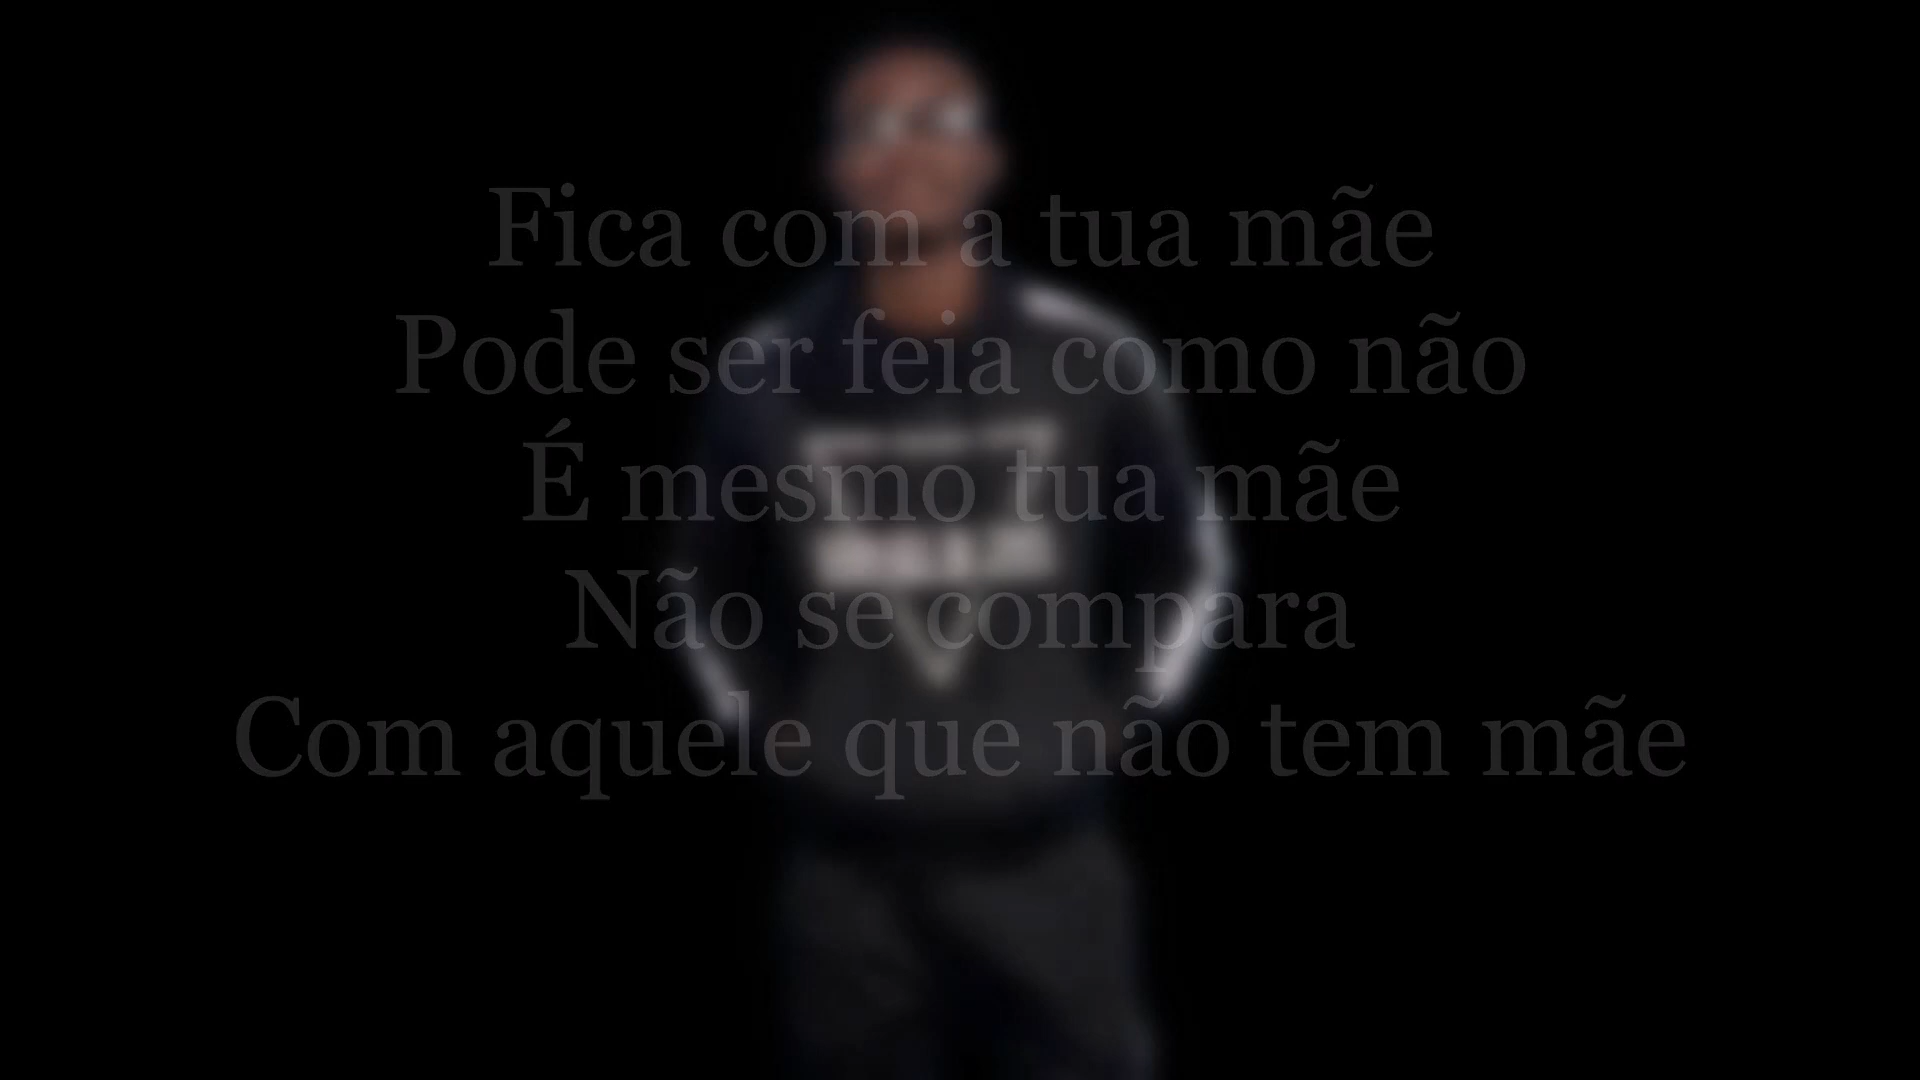 Fica com a tua mãe
Pode ser feia como não
É mesmo tua mãe
Não se compara
Com aquele que não tem mãe